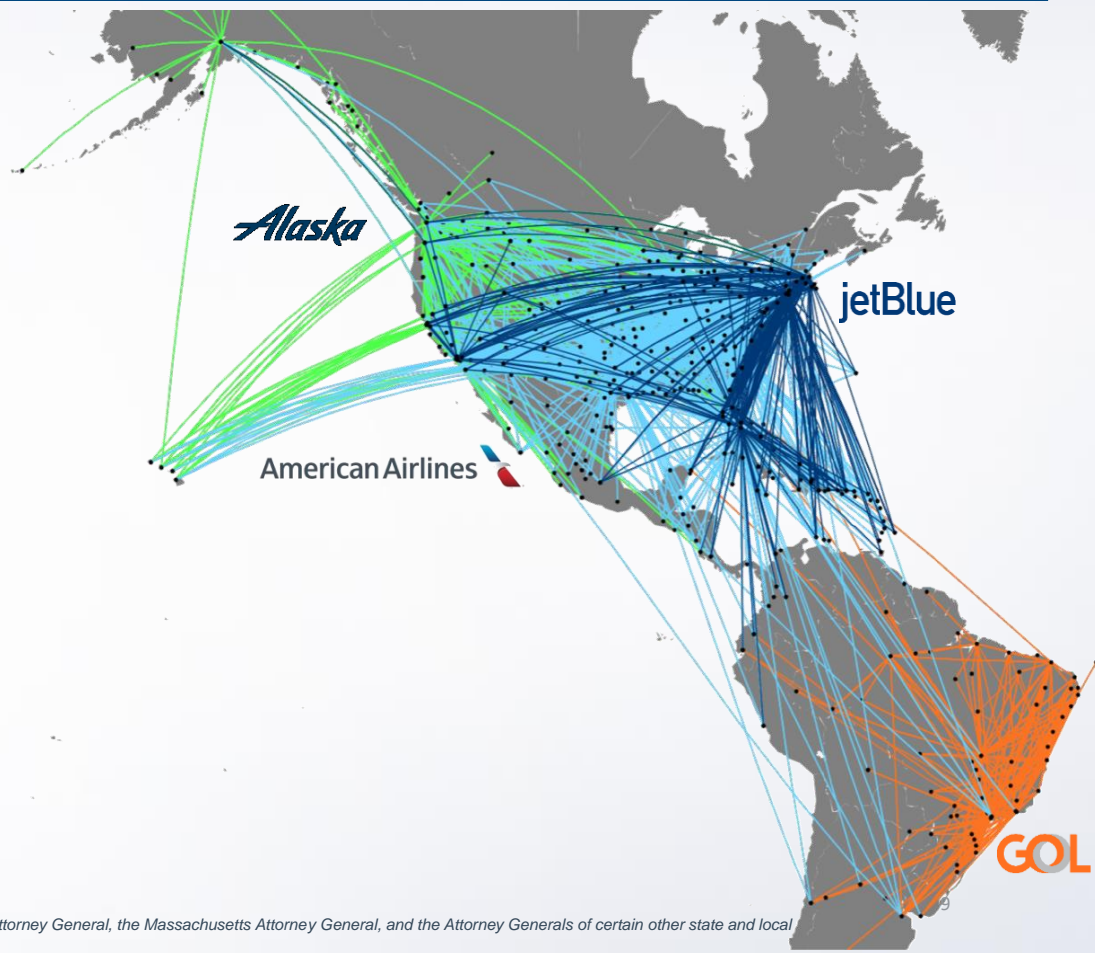 Alaska
jetBlue
American Airlines
GOL
9
ttorney General, the Massachusetts Attorney General, and the Attorney Generals of certain other state and local